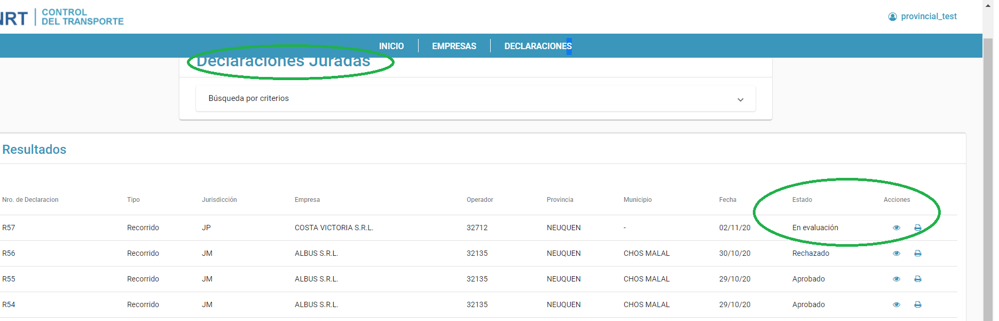 NRT CONTROL
DEL TRANSPORTE
provincial_test
INICIO EMPRESAS DECLARACIONES
Declaraciones Juradas
Búsqueda por criterios
Resultados
Nro. de Declaracion Tipo Jurisdicción Empresa Operador Provincia Municipio Fecha Estado Acciones
R57 Recorrido JP COSTA VICTORIA S.R.L. 32712 NEUQUEN - 02/11/20 En evaluación
R56 Recorrido JM ALBUS S.R.L. 32135 NEUQUEN CHOS MALAL 30/10/20 Rechazado
R55 Recorrido JM ALBUS S.R.L. 32135 NEUQUEN CHOS MALAL 29/10/20 Aprobado
R54 Recorrido JM ALBUS S.R.L. 32135 NEUQUEN CHOS MALAL 29/10/20 Aprobado